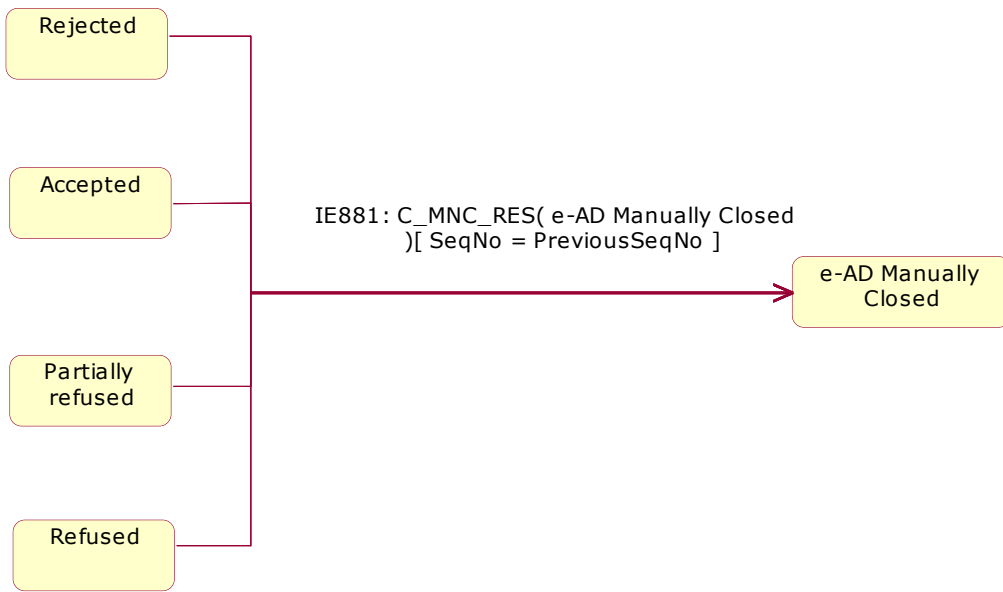 Rejected
Accepted
IE881: C_MNC_RES( e-AD Manually Closed
)[ SeqNo = PreviousSeqNo ]
e-AD Manually
Closed
Partially
refused
Refused